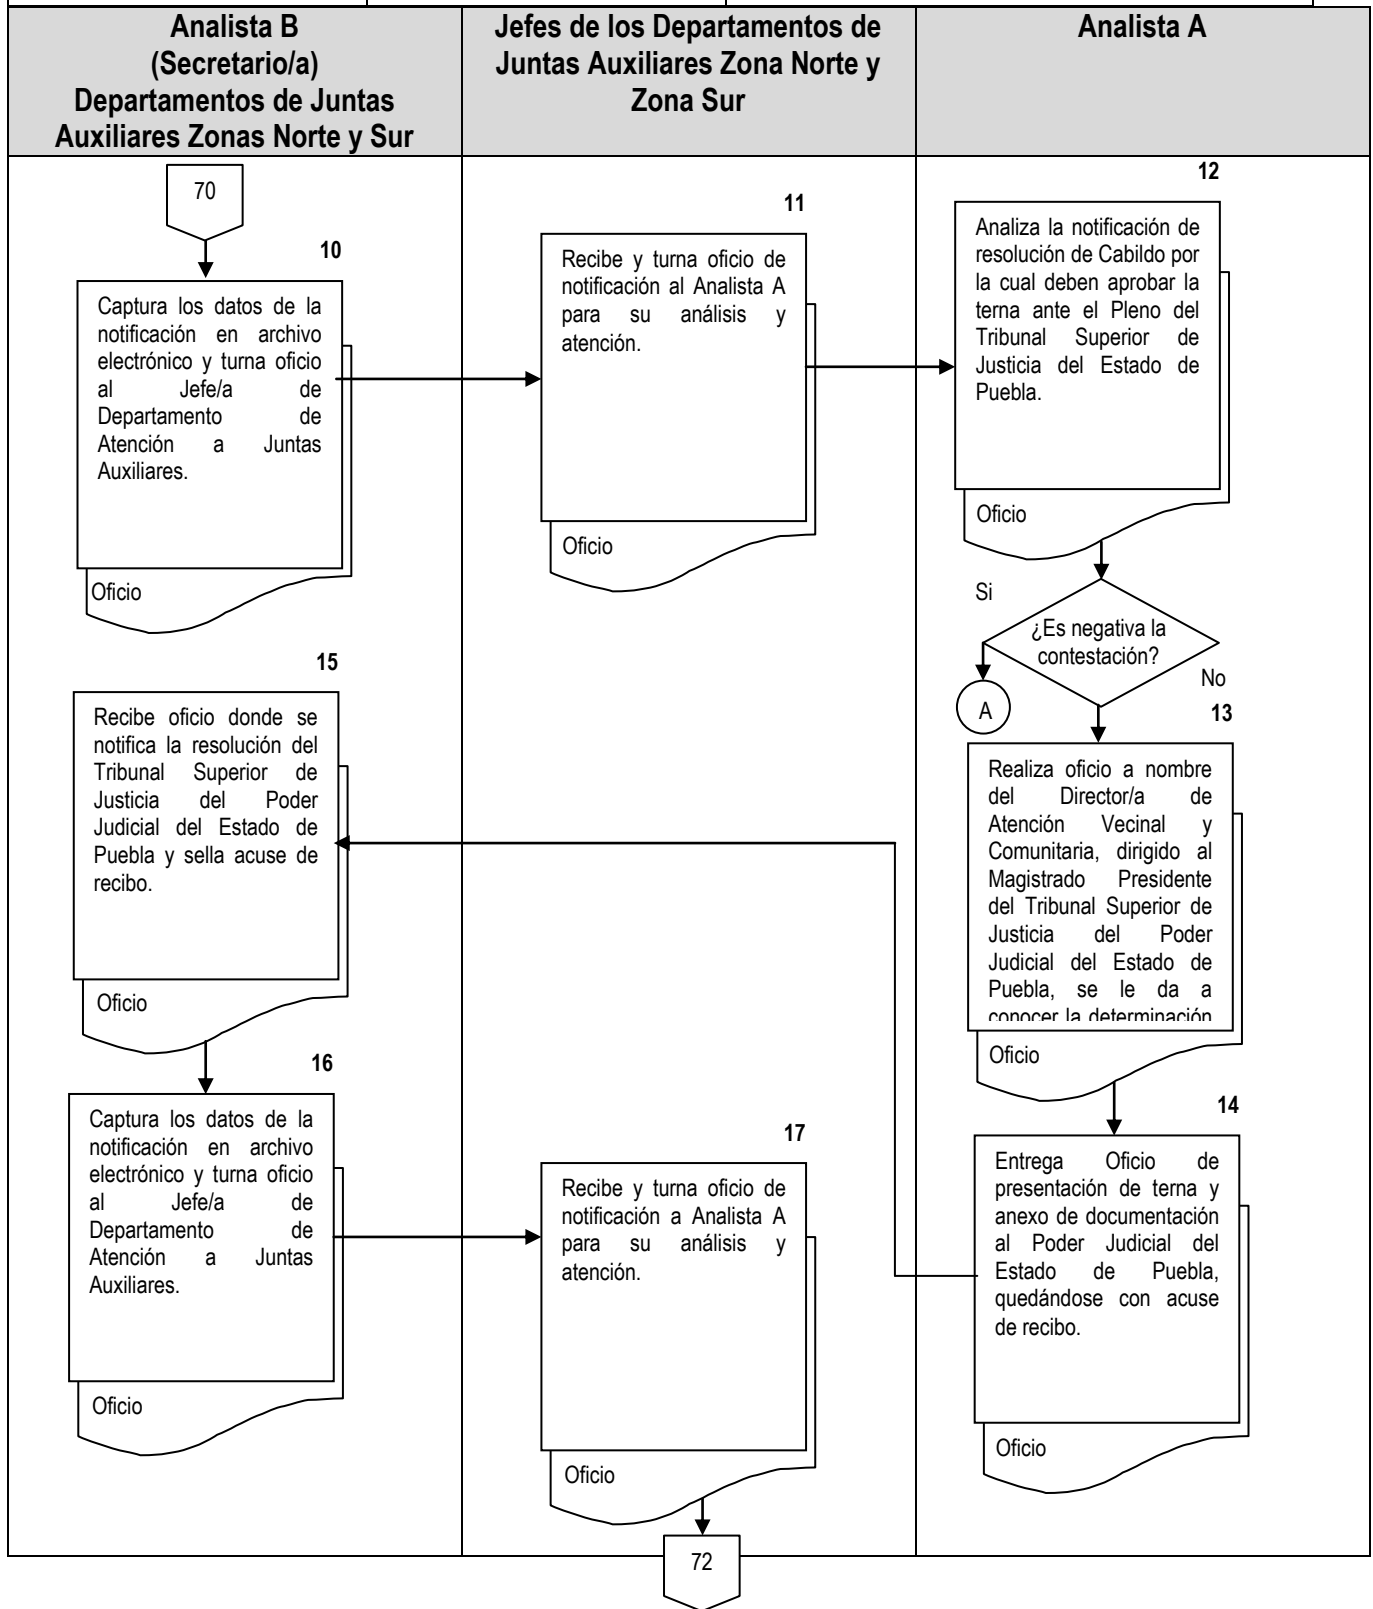 Analista B
(Secretario/a)
Departamentos de Juntas
Auxiliares Zonas Norte y Sur
Jefes de los Departamentos de
Juntas Auxiliares Zona Norte y
Zona Sur
Analista A
70
10
Captura los datos de la
notificación en archivo
electrónico y turna oficio
al Jefe/a de
Departamento de
Atención a Juntas
Auxiliares.
Oficio
11
Recibe y turna oficio de
notificación al Analista A
para su análisis y
atención.
Oficio
12
Analiza la notificación de
resolución de Cabildo por
la cual deben aprobar la
terna ante el Pleno del
Tribunal Superior de
Justicia del Estado de
Puebla.
Oficio
Si
¿Es negativa la
contestación?
No
A
13
Realiza oficio a nombre
del Director/a de
Atención Vecinal y
Comunitaria, dirigido al
Magistrado Presidente
del Tribunal Superior de
Justicia del Poder
Judicial del Estado de
Puebla, se le da a
conocer la determinación
Oficio
14
Entrega Oficio de
presentación de terna y
anexo de documentación
al Poder Judicial del
Estado de Puebla,
quedándose con acuse
de recibo.
Oficio
15
Recibe oficio donde se
notifica la resolución del
Tribunal Superior de
Justicia del Poder
Judicial del Estado de
Puebla y sella acuse de
recibo.
Oficio
16
Captura los datos de la
notificación en archivo
electrónico y turna oficio
al Jefe/a de
Departamento de
Atención a Juntas
Auxiliares.
Oficio
17
Recibe y turna oficio de
notificación a Analista A
para su análisis y
atención.
Oficio
72